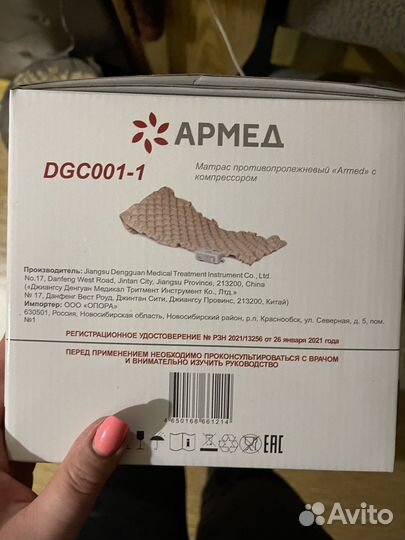 АРМЕД
DGC001-1
Матрас противопролежневый «Armed» с
компрессором
Производитель: Jiangsu Dengguan Medical Treatment Instrument Co., Ltd.
No.17, Danfeng West Road, Jintan City, Jiangsu Province, 213200, China
(«Джиангсу Денгуан Медикал Тритмент Инструмент Ко., Лтд.»
№ 17, Данфенг Вест Роуд, Джинтан Сити, Джиангсу Провинс, 213200, Китай)
Импортер: ООО «ОПОРА»
630501, Россия, Новосибирская область, Новосибирский район, р.п. Краснообск, ул. Северная, д. 5, пом.
№1
РЕГИСТРАЦИОННОЕ УДОСТОВЕРЕНИЕ № РЗН 2021/13256 от 26 января 2021 года
ПЕРЕД ПРИМЕНЕНИЕМ НЕОБХОДИМО ПРОКОНСУЛЬТИРОВАТЬСЯ С ВРАЧОМ
И ВНИМАТЕЛЬНО ИЗУЧИТЬ РУКОВОДСТВО
4 650168 661214
EAC
Avito